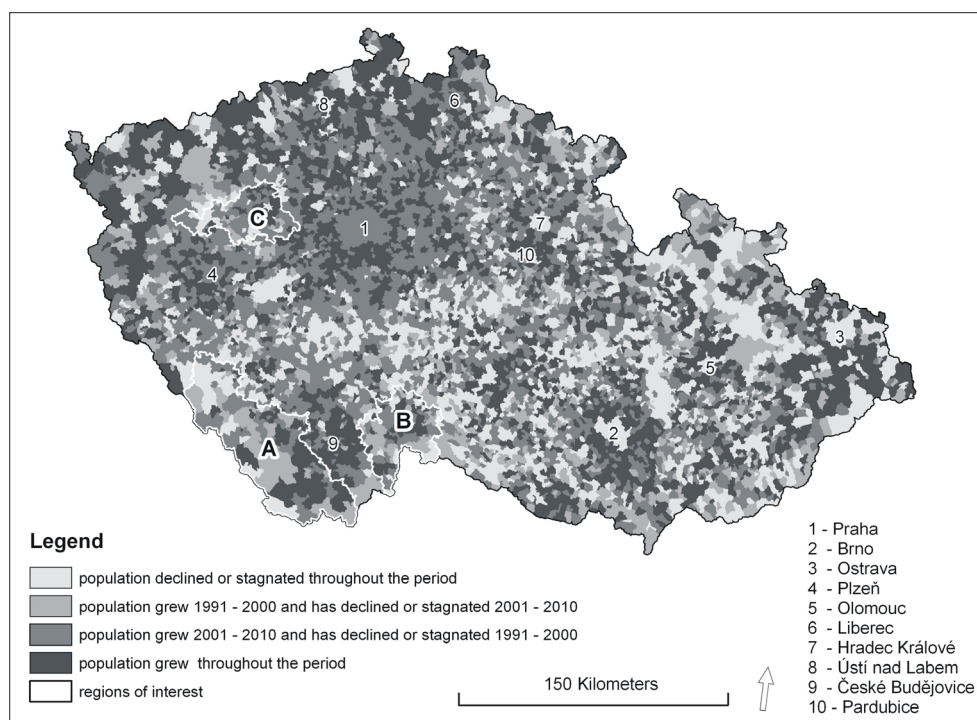 8
6
C
1
7
4
10
3
5
B
9
2
A
Legend
population declined or stagnated throughout the period
population grew 1991 - 2000 and has declined or stagnated 2001 - 2010
population grew 2001 - 2010 and has declined or stagnated 1991 - 2000
population grew throughout the period
regions of interest
150 Kilometers
1 - Praha
2 - Brno
3 - Ostrava
4 - Plzeň
5 - Olomouc
6 - Liberec
7 - Hradec Králové
8 - Ústí nad Labem
9 - České Budějovice
10 - Pardubice